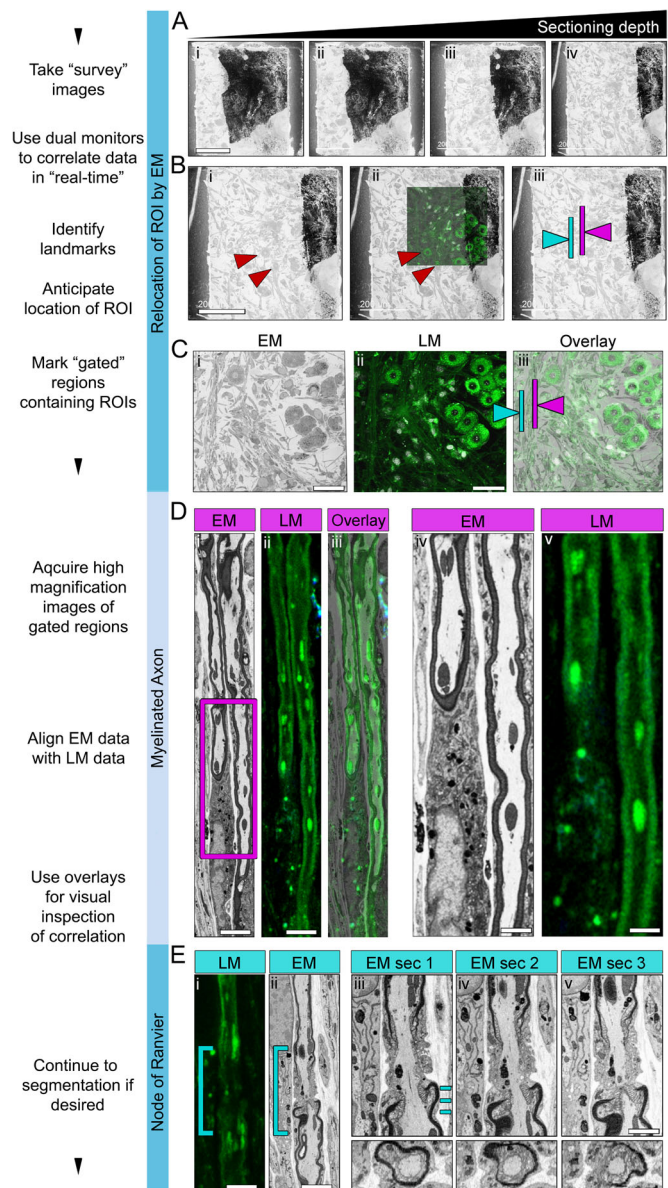 Take “survey”
images
Use dual monitors
to correlate data
in “real-time”
Identify
landmarks
Anticipate
location of ROI
Mark “gated”
regions
containing ROIs
Aqcuire high
magnification
images of
gated regions
Align EM data
with LM data
Use overlays
for visual
inspection
of correlation
Continue to
segmentation if
desired
Relocation of ROI by EM
Myelinated Axon
Node of Ranvier
A
Sectioning depth
i
ii
iii
iv
B
i
ii
iii
C
EM
LM
Overlay
i
ii
iii
D
EM
LM
Overlay
EM
LM
i
ii
iii
iv
v
E
LM
EM
EM sec 1
EM sec 2
EM sec 3
i
ii
iii
iv
v